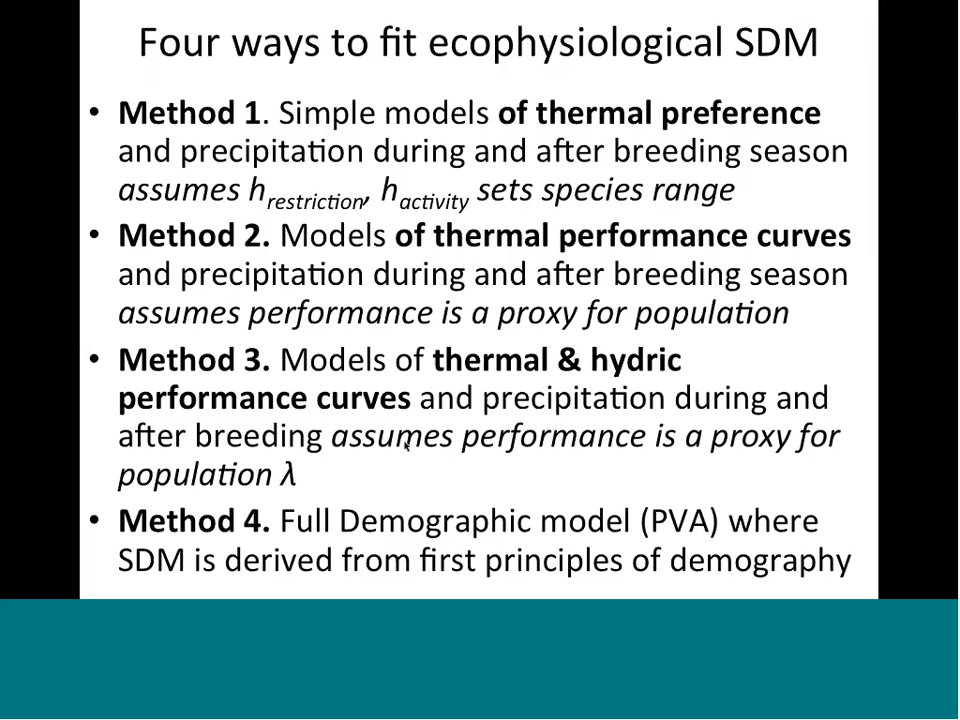 Four ways to fit ecophysiological SDM
• Method 1. Simple models of thermal preference
and precipitation during and after breeding season
assumes h_restriction, h_activity sets species range
• Method 2. Models of thermal performance curves
and precipitation during and after breeding season
assumes performance is a proxy for population
• Method 3. Models of thermal & hydric
performance curves and precipitation during and
after breeding assumes performance is a proxy for
population λ
• Method 4. Full Demographic model (PVA) where
SDM is derived from first principles of demography